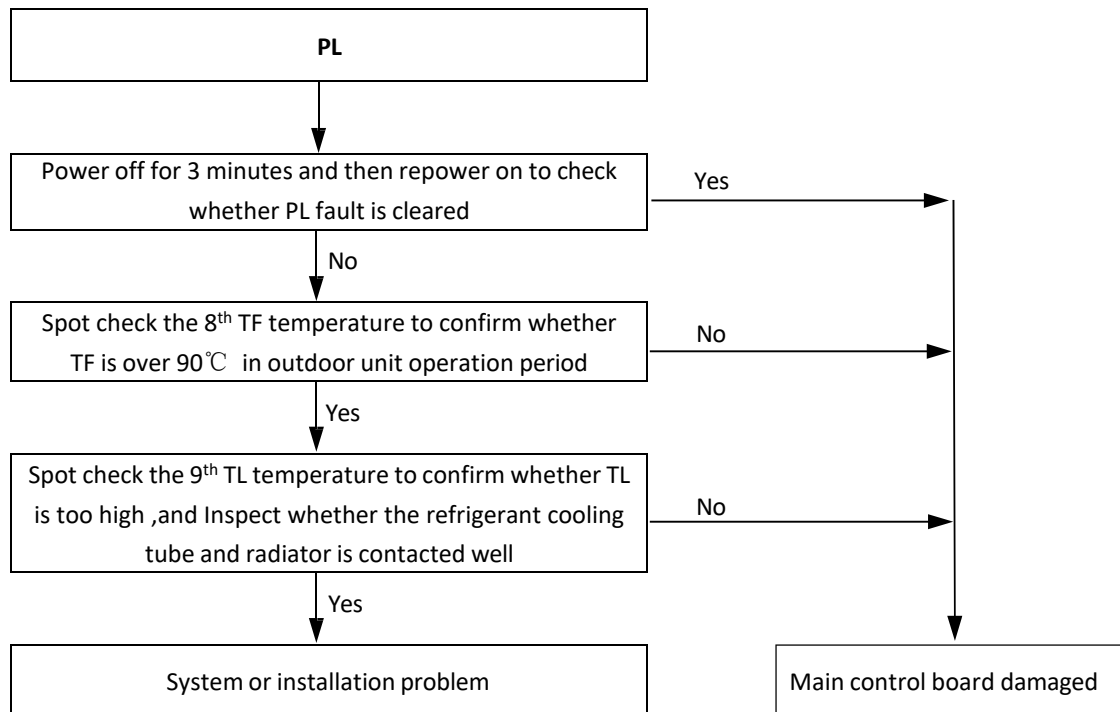 PL
Power off for 3 minutes and then repower on to check
whether PL fault is cleared
Yes
No
Spot check the 8th TF temperature to confirm whether
TF is over 90℃ in outdoor unit operation period
No
Yes
Spot check the 9th TL temperature to confirm whether TL
is too high ,and Inspect whether the refrigerant cooling
tube and radiator is contacted well
No
Yes
System or installation problem
Main control board damaged